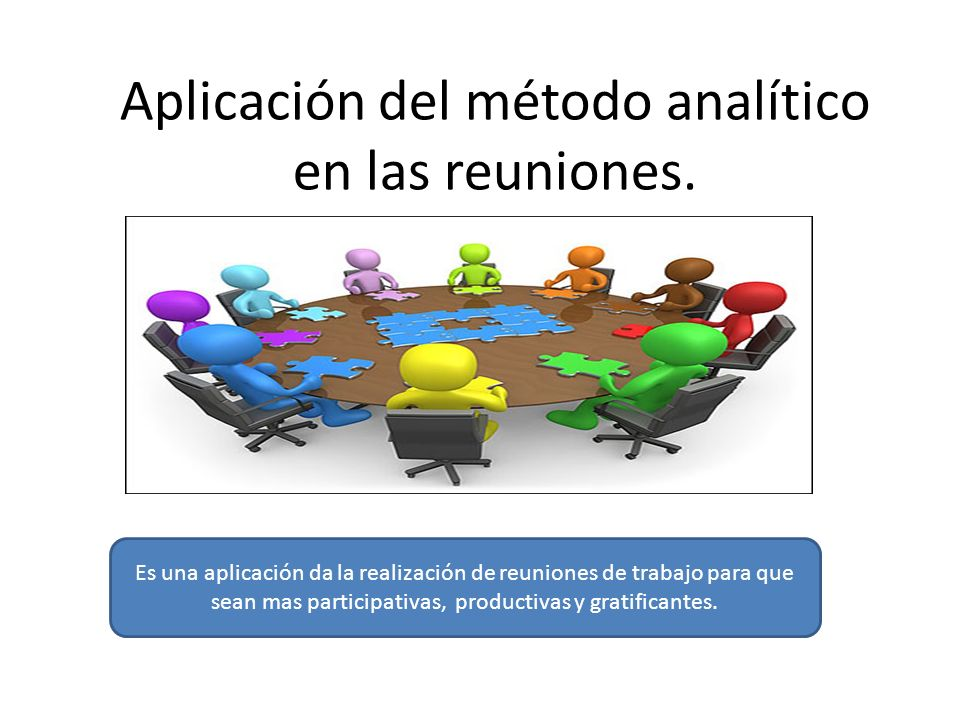 Aplicación del método analítico
en las reuniones.
Es una aplicación da la realización de reuniones de trabajo para que
sean mas participativas, productivas y gratificantes.